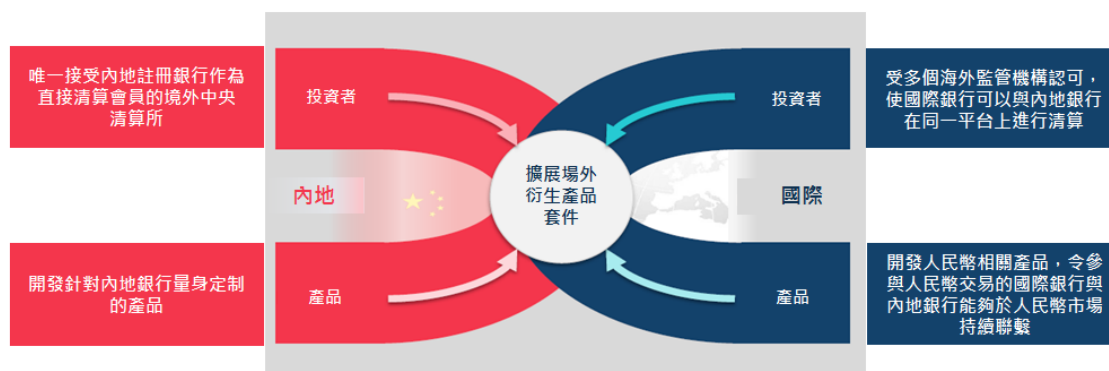 唯一接受內地註冊銀行作為
直接清算會員的境外中央
清算所
投資者
投資者
受多個海外監管機構認可，
使國際銀行可以與內地銀行
在同一平台上進行清算
內地
擴展場外
衍生產品
套件
國際
開發針對內地銀行量身定制
的產品
產品
產品
開發人民幣相關產品，令參
與人民幣交易的國際銀行與
內地銀行能夠於人民幣市場
持續聯繫